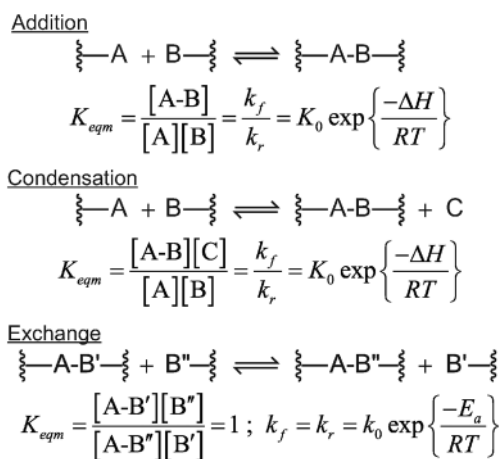 Addition
A + B ⇌ A-B
K_eqm = [A-B] / [A][B] = k_f / k_r = K_0 exp{-ΔH / RT}
Condensation
A + B ⇌ A-B + C
K_eqm = [A-B][C] / [A][B] = k_f / k_r = K_0 exp{-ΔH / RT}
Exchange
A-B' + B" ⇌ A-B" + B'
K_eqm = [A-B'][B"] / [A-B"][B'] = 1 ; k_f = k_r = k_0 exp{-E_a / RT}